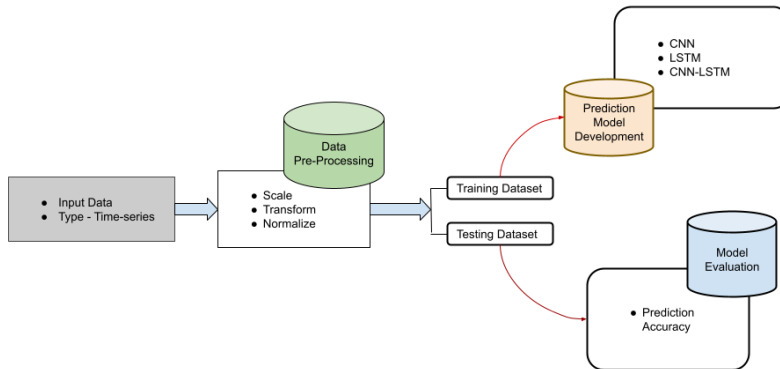 ● Input Data
● Type - Time-series
Data
Pre-Processing
● Scale
● Transform
● Normalize
Training Dataset
Testing Dataset
Prediction
Model
Development
● CNN
● LSTM
● CNN-LSTM
Model
Evaluation
● Prediction
Accuracy